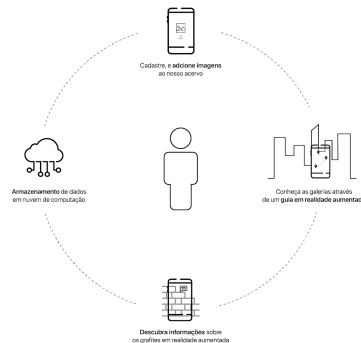 Cadastre, e adcione imagens
ao nosso acervo
Armazenamento de dados
em nuvem de computação
Conheça as galerias através
de um guia em realidade aumentad
Descubra informações sobre
os grafites em realidade aumentada